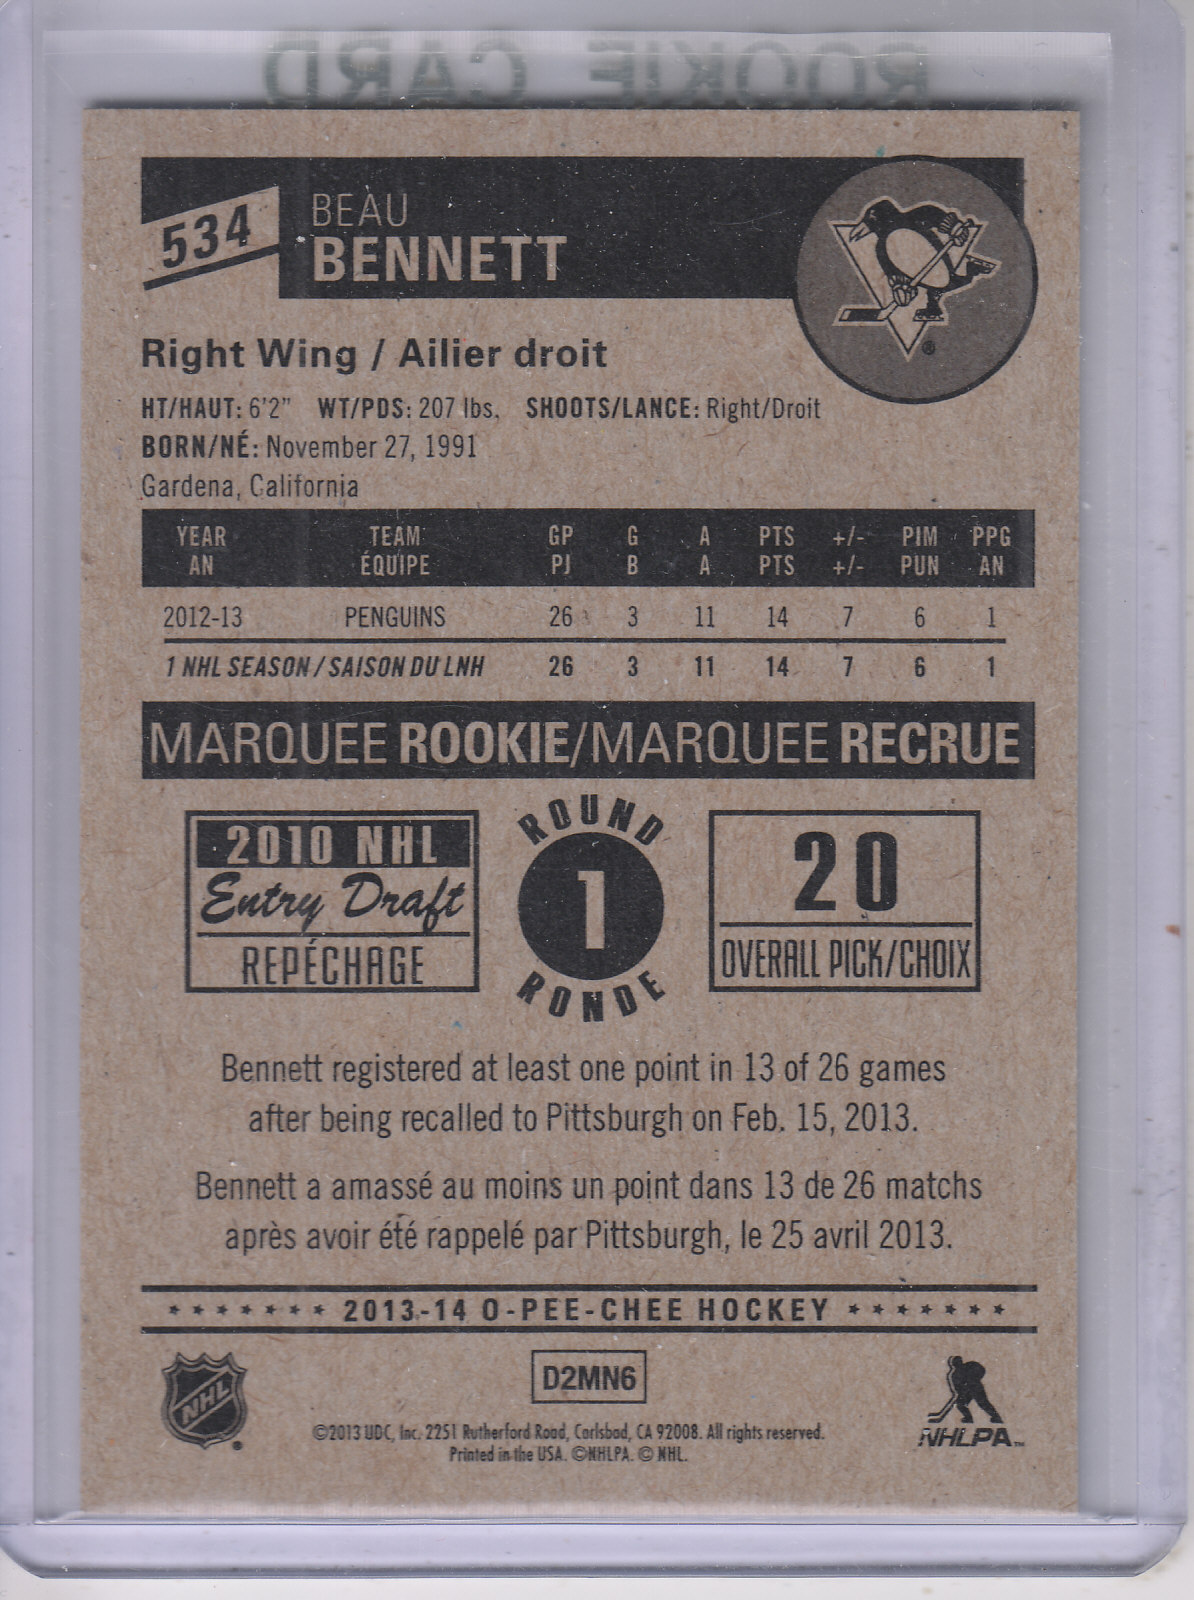 ROOKIE CARD
534
BEAU
BENNETT
Right Wing / Ailier droit
HT/HAUT: 6'2" WT/PDS: 207 lbs. SHOOTS/LANCE: Right/Droit
BORN/NÉ: November 27, 1991
Gardena, California
YEAR TEAM GP G A PTS +/- PIM PPG
AN ÉQUIPE PJ B A PTS +/- PUN AN
2012-13 PENGUINS 26 3 11 14 7 6 1
1 NHL SEASON / SAISON DU LNH 26 3 11 14 7 6 1
MARQUEE ROOKIE/MARQUEE RECRUE
2010 NHL
Entry Draft
REPÉCHAGE
ROUND
1
RONDE
20
OVERALL PICK/CHOIX
Bennett registered at least one point in 13 of 26 games
after being recalled to Pittsburgh on Feb. 15, 2013.
Bennett a amassé au moins un point dans 13 de 26 matchs
après avoir été rappelé par Pittsburgh, le 25 avril 2013.
2013-14 O-PEE-CHEE HOCKEY
NHL
D2MN6
©2013 UDC, Inc. 2251 Rutherford Road, Carlsbad, CA 92008. All rights reserved.
Printed in the USA. ©NHLPA. © NHL.
NHLPA™